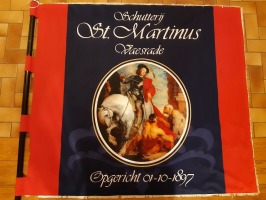 Schutterij
St. Martinus
Vaesrade
Opgericht 01-10-1897